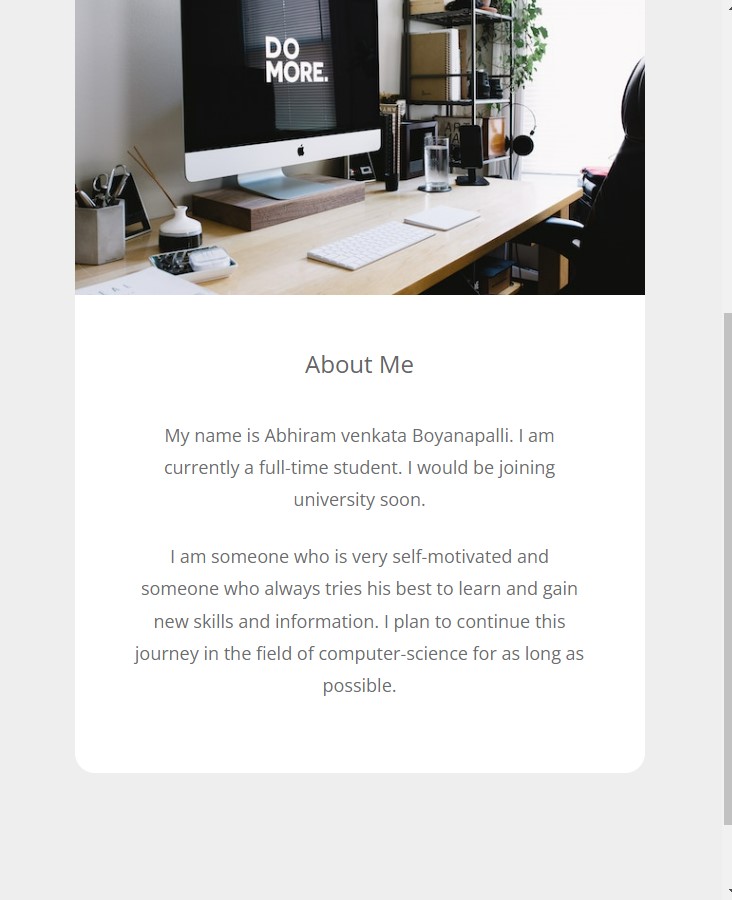 DO
MORE.
About Me
My name is Abhiram venkata Boyanapalli. I am
currently a full-time student. I would be joining
university soon.
I am someone who is very self-motivated and
someone who always tries his best to learn and gain
new skills and information. I plan to continue this
journey in the field of computer-science for as long as
possible.